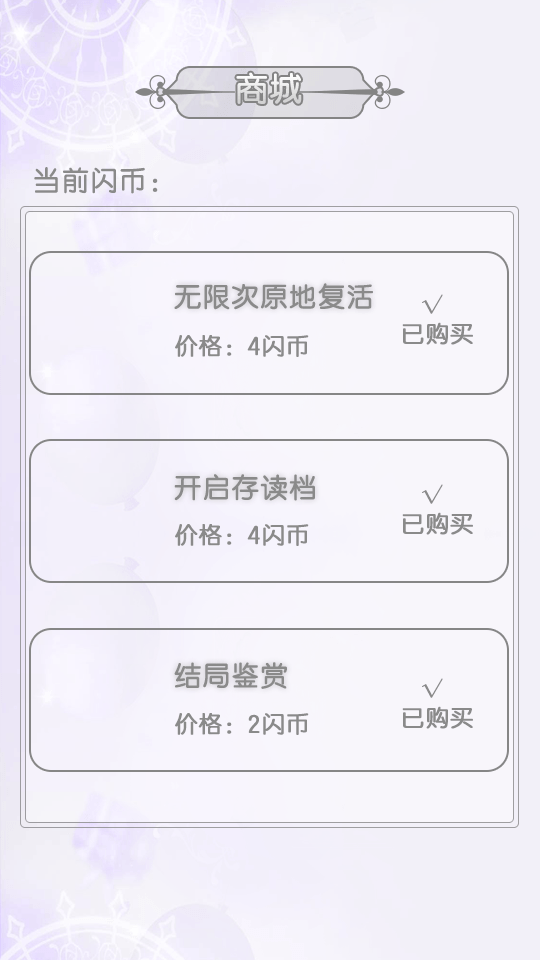 商城
当前闪币：
无限次原地复活
√
价格：4闪币
已购买
开启存读档
√
价格：4闪币
已购买
结局鉴赏
√
价格：2闪币
已购买